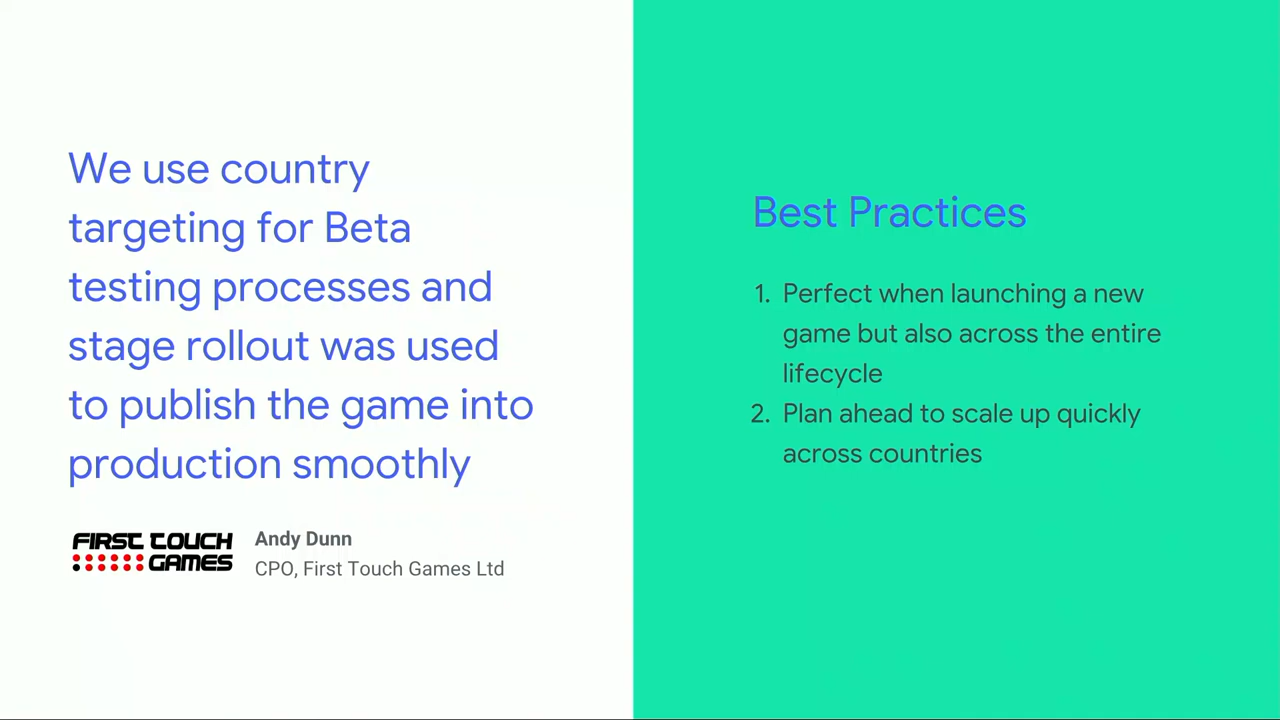 We use country
targeting for Beta
testing processes and
stage rollout was used
to publish the game into
production smoothly
FIRST TOUCH
GAMES
Andy Dunn
CPO, First Touch Games Ltd
Best Practices
1. Perfect when launching a new
game but also across the entire
lifecycle
2. Plan ahead to scale up quickly
across countries